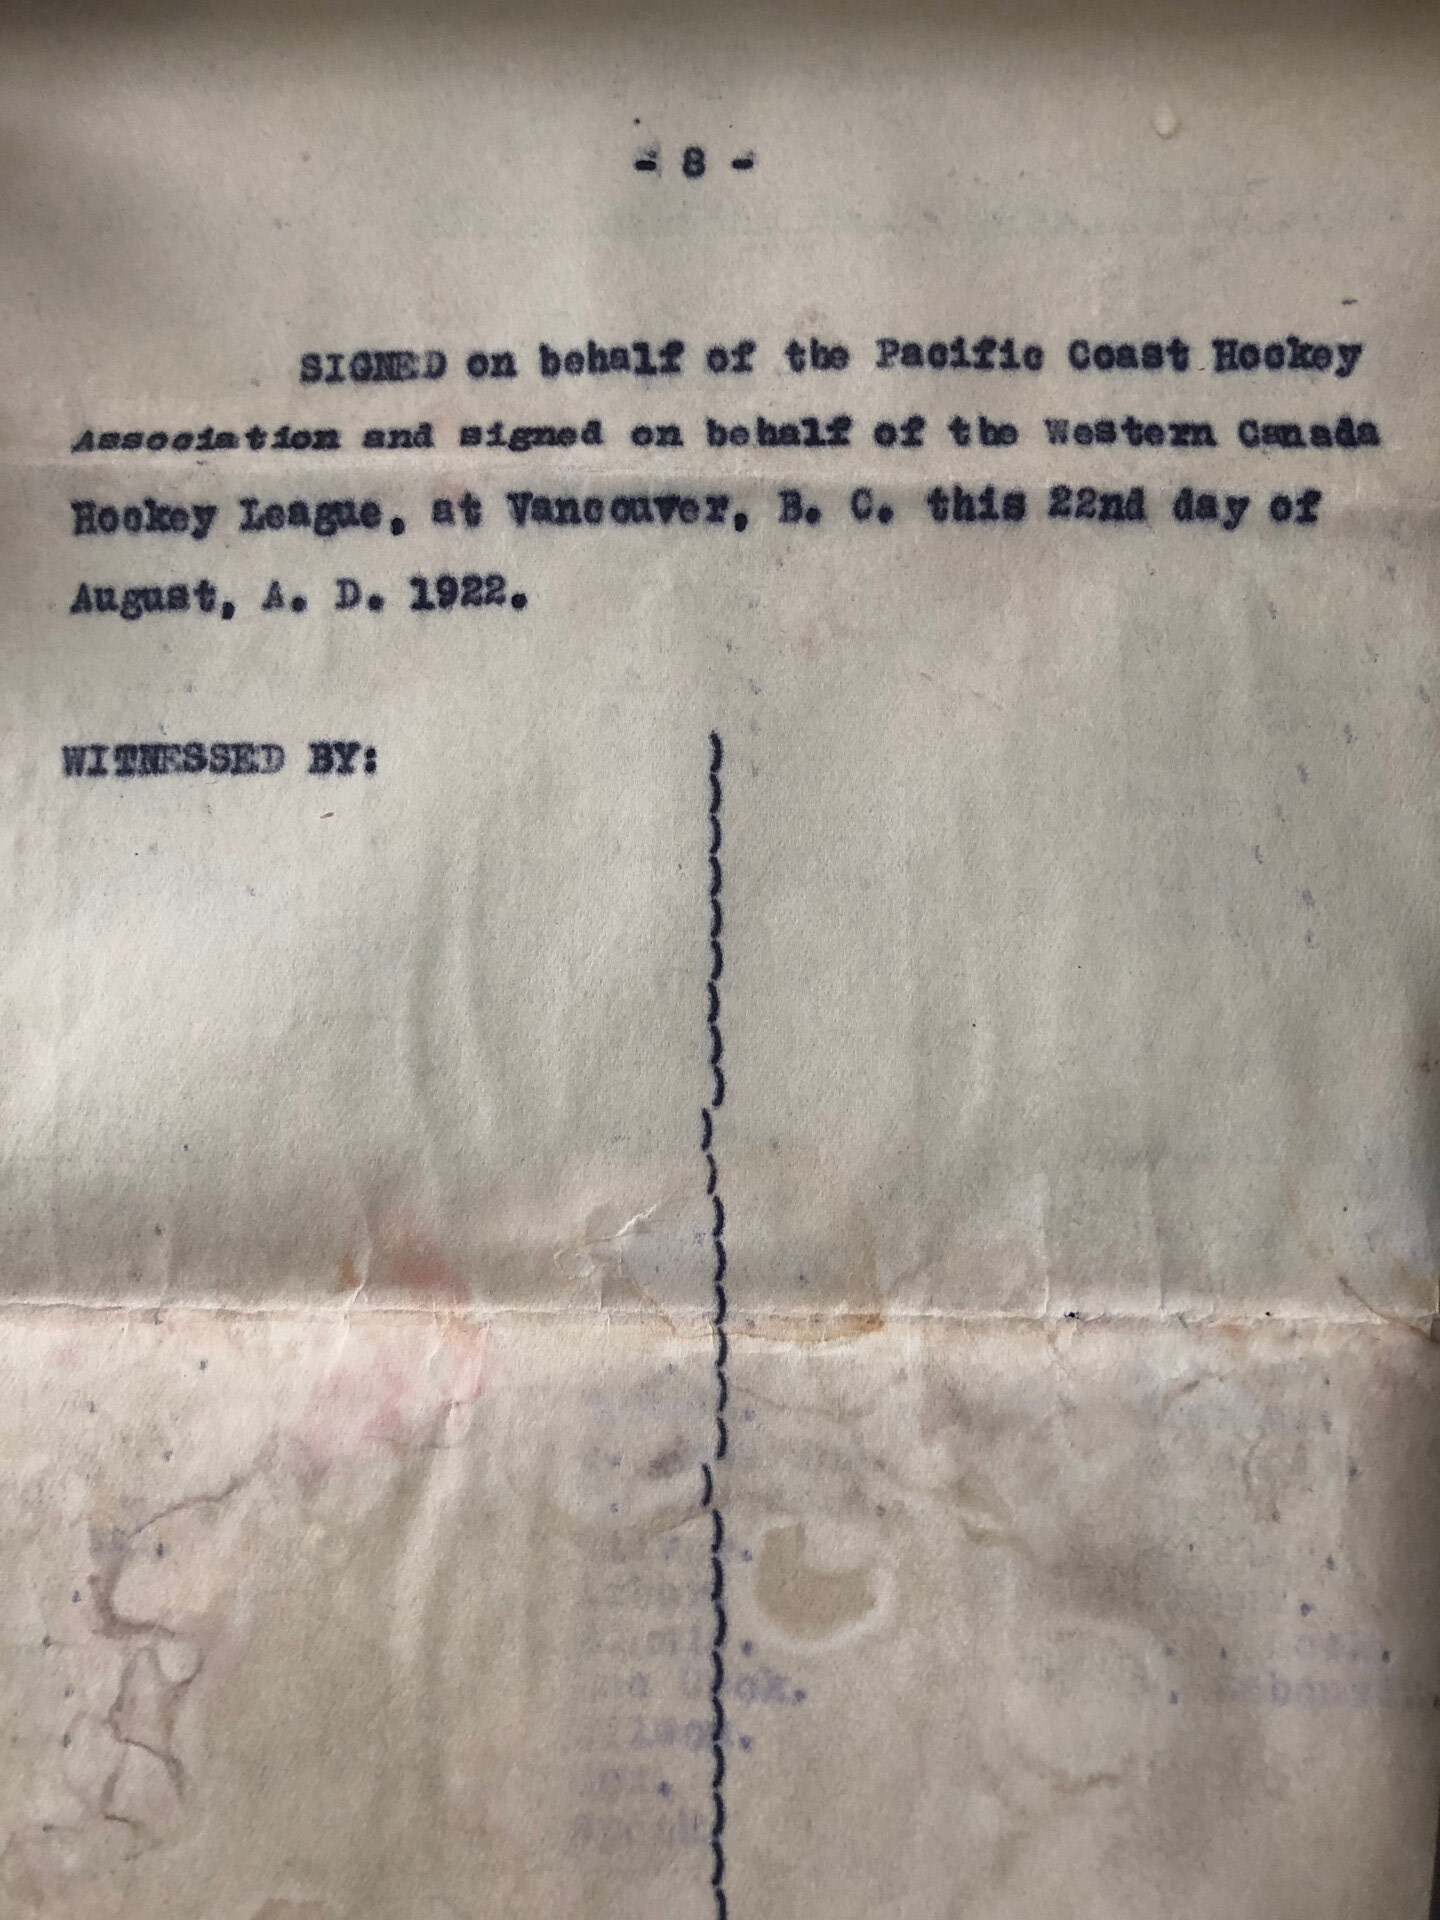 - 8 -
SIGNED on behalf of the Pacific Coast Hockey
Association and signed on behalf of the Western Canada
Hockey League, at Vancouver, B. C. this 22nd day of
August, A. D. 1922.
WITNESSED BY: